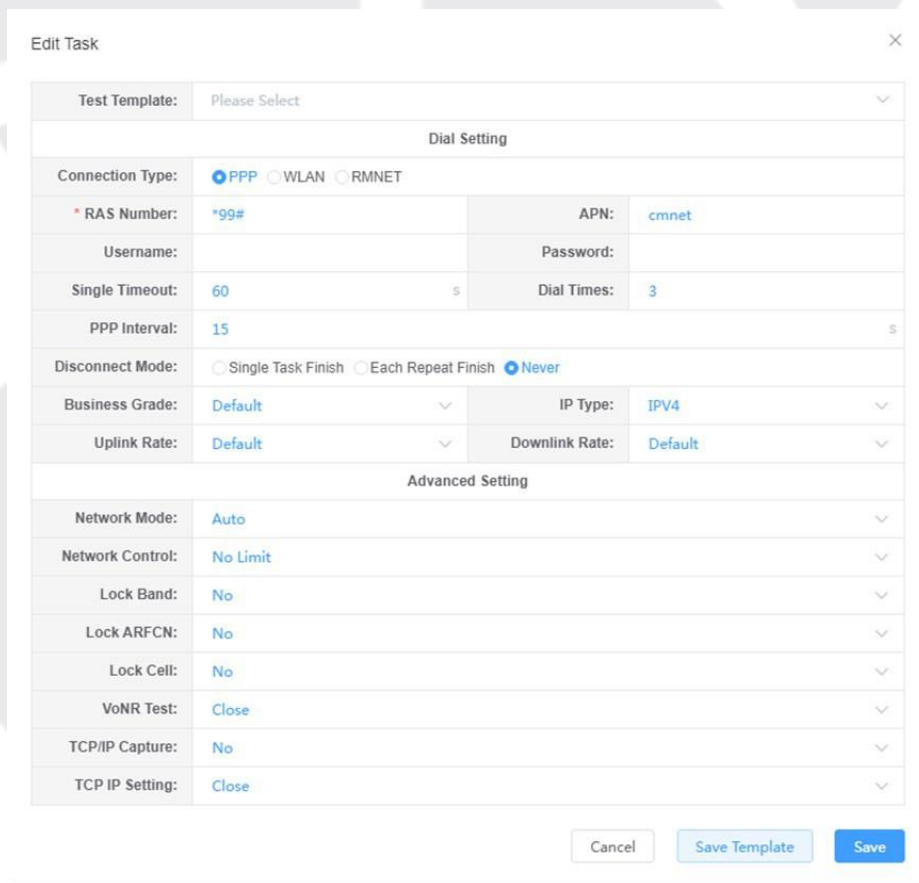 Edit Task
Test Template: Please Select
Dial Setting
Connection Type: PPP WLAN RMNET
* RAS Number: *99# APN: cmnet
Username: Password:
Single Timeout: 60 s Dial Times: 3
PPP Interval: 15 s
Disconnect Mode: Single Task Finish Each Repeat Finish Never
Business Grade: Default IP Type: IPV4
Uplink Rate: Default Downlink Rate: Default
Advanced Setting
Network Mode: Auto
Network Control: No Limit
Lock Band: No
Lock ARFCN: No
Lock Cell: No
VoNR Test: Close
TCP/IP Capture: No
TCP IP Setting: Close
Cancel Save Template Save